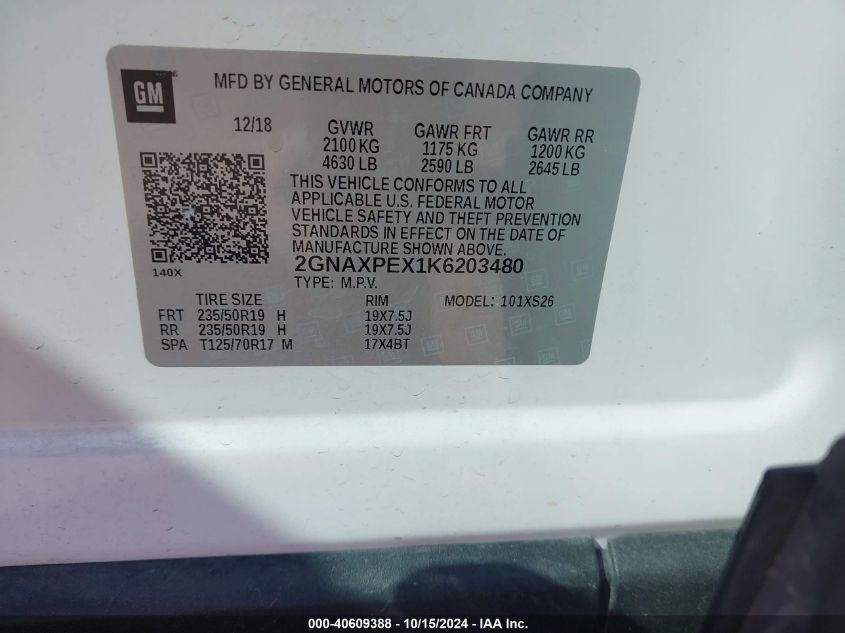 GM
MFD BY GENERAL MOTORS OF CANADA COMPANY
12/18 GVWR GAWR FRT GAWR RR
2100 KG 1175 KG 1200 KG
4630 LB 2590 LB 2645 LB
THIS VEHICLE CONFORMS TO ALL
APPLICABLE U.S. FEDERAL MOTOR
VEHICLE SAFETY AND THEFT PREVENTION
STANDARDS IN EFFECT ON THE DATE OF
MANUFACTURE SHOWN ABOVE.
140X 2GNAXPEX1K6203480
TYPE: M.P.V.
TIRE SIZE RIM MODEL: 101XS26
FRT 235/50R19 H 19X7.5J
RR 235/50R19 H 19X7.5J
SPA T125/70R17 M 17X4BT
000-40609388 - 10/15/2024 - IAA Inc.